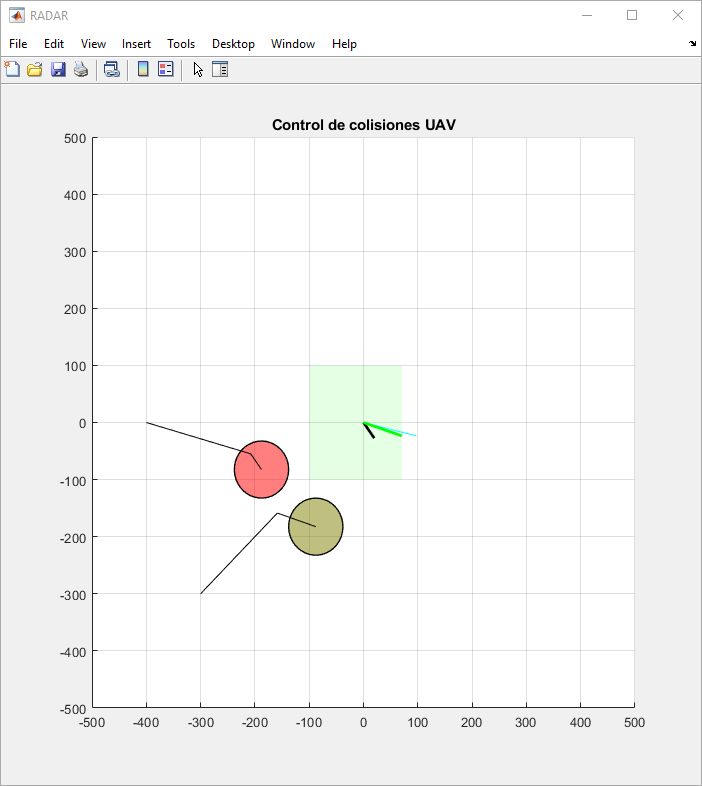 RADAR
File Edit View Insert Tools Desktop Window Help
Control de colisiones UAV
500
400
300
200
100
0
-100
-200
-300
-400
-500
-500 -400 -300 -200 -100 0 100 200 300 400 500